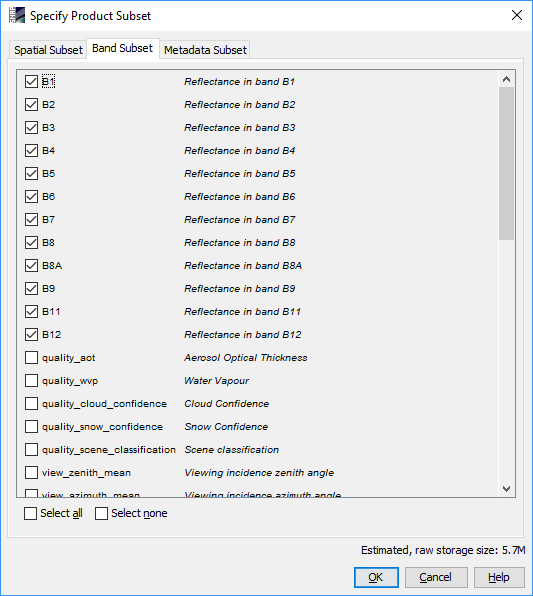 Specify Product Subset
Spatial Subset Band Subset Metadata Subset
B1 Reflectance in band B1
B2 Reflectance in band B2
B3 Reflectance in band B3
B4 Reflectance in band B4
B5 Reflectance in band B5
B6 Reflectance in band B6
B7 Reflectance in band B7
B8 Reflectance in band B8
B8A Reflectance in band B8A
B9 Reflectance in band B9
B11 Reflectance in band B11
B12 Reflectance in band B12
quality_aot Aerosol Optical Thickness
quality_wvp Water Vapour
quality_cloud_confidence Cloud Confidence
quality_snow_confidence Snow Confidence
quality_scene_classification Scene classification
view_zenith_mean Viewing incidence zenith angle
view_azimuth_mean Viewing incidence azimuth angle
Select all Select none
Estimated, raw storage size: 5.7M
OK Cancel Help